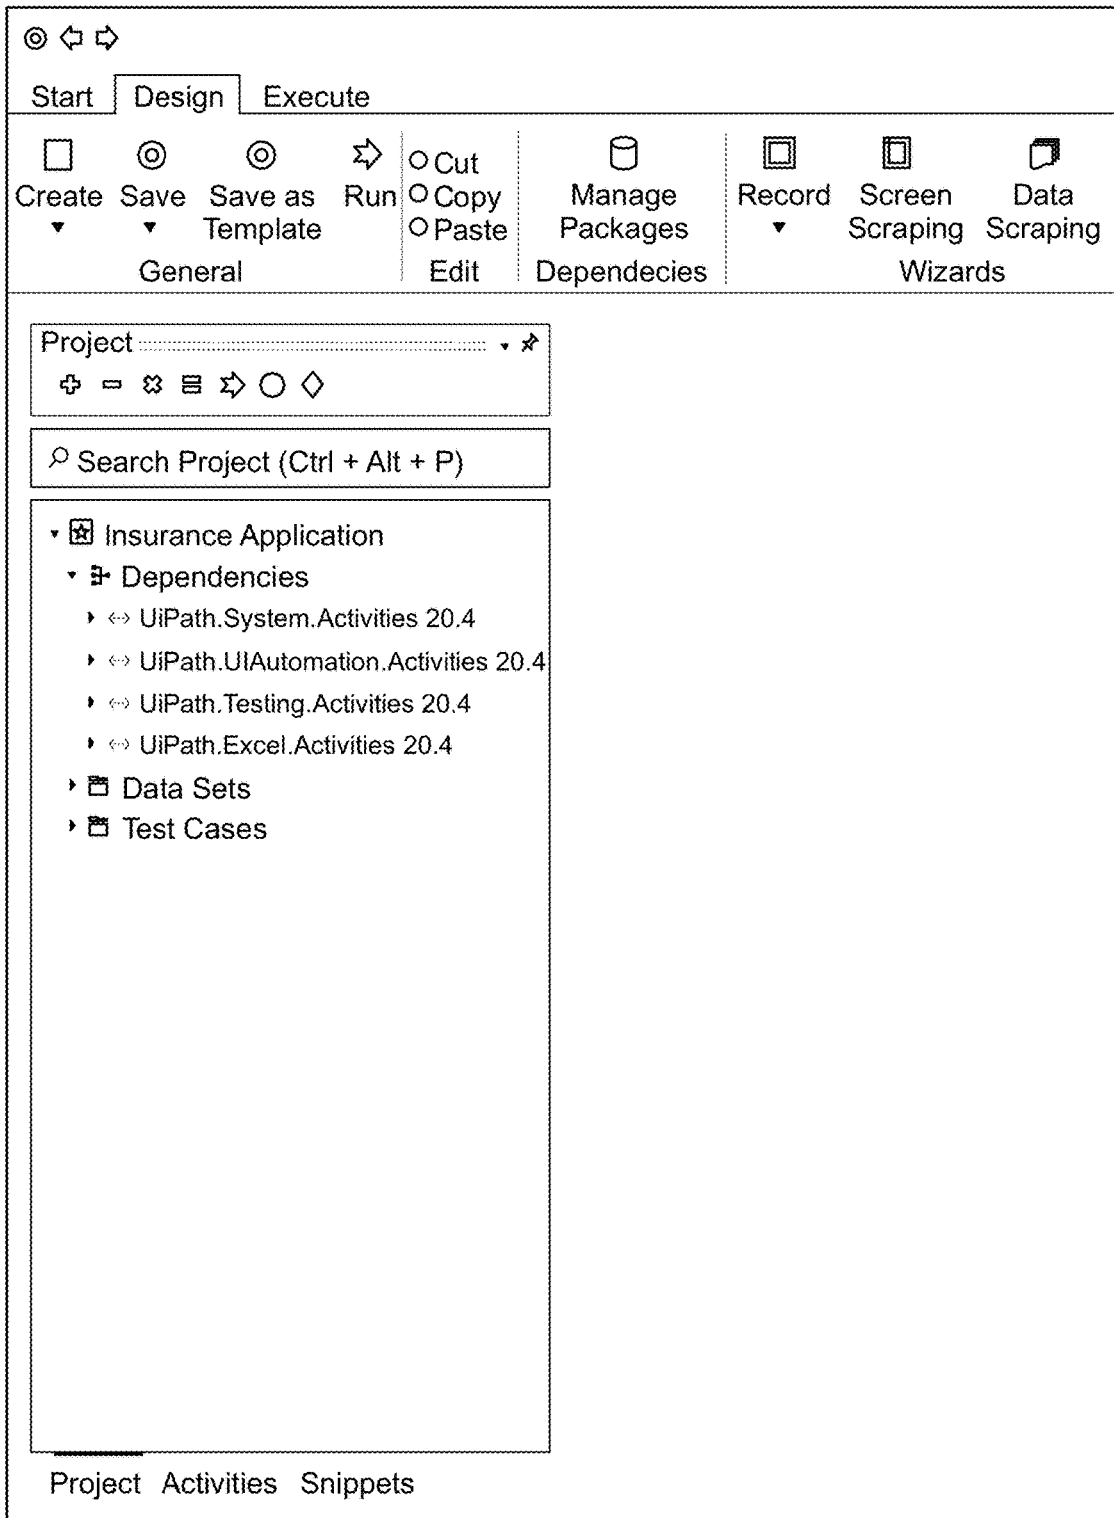 Start Design Execute
Create Save Save as Template Run
Cut
Copy
Paste
Manage Packages
Record Screen Scraping Data Scraping
General Edit Dependecies Wizards
Project
Search Project (Ctrl + Alt + P)
Insurance Application
Dependencies
UiPath.System.Activities 20.4
UiPath.UIAutomation.Activities 20.4
UiPath.Testing.Activities 20.4
UiPath.Excel.Activities 20.4
Data Sets
Test Cases
Project Activities Snippets